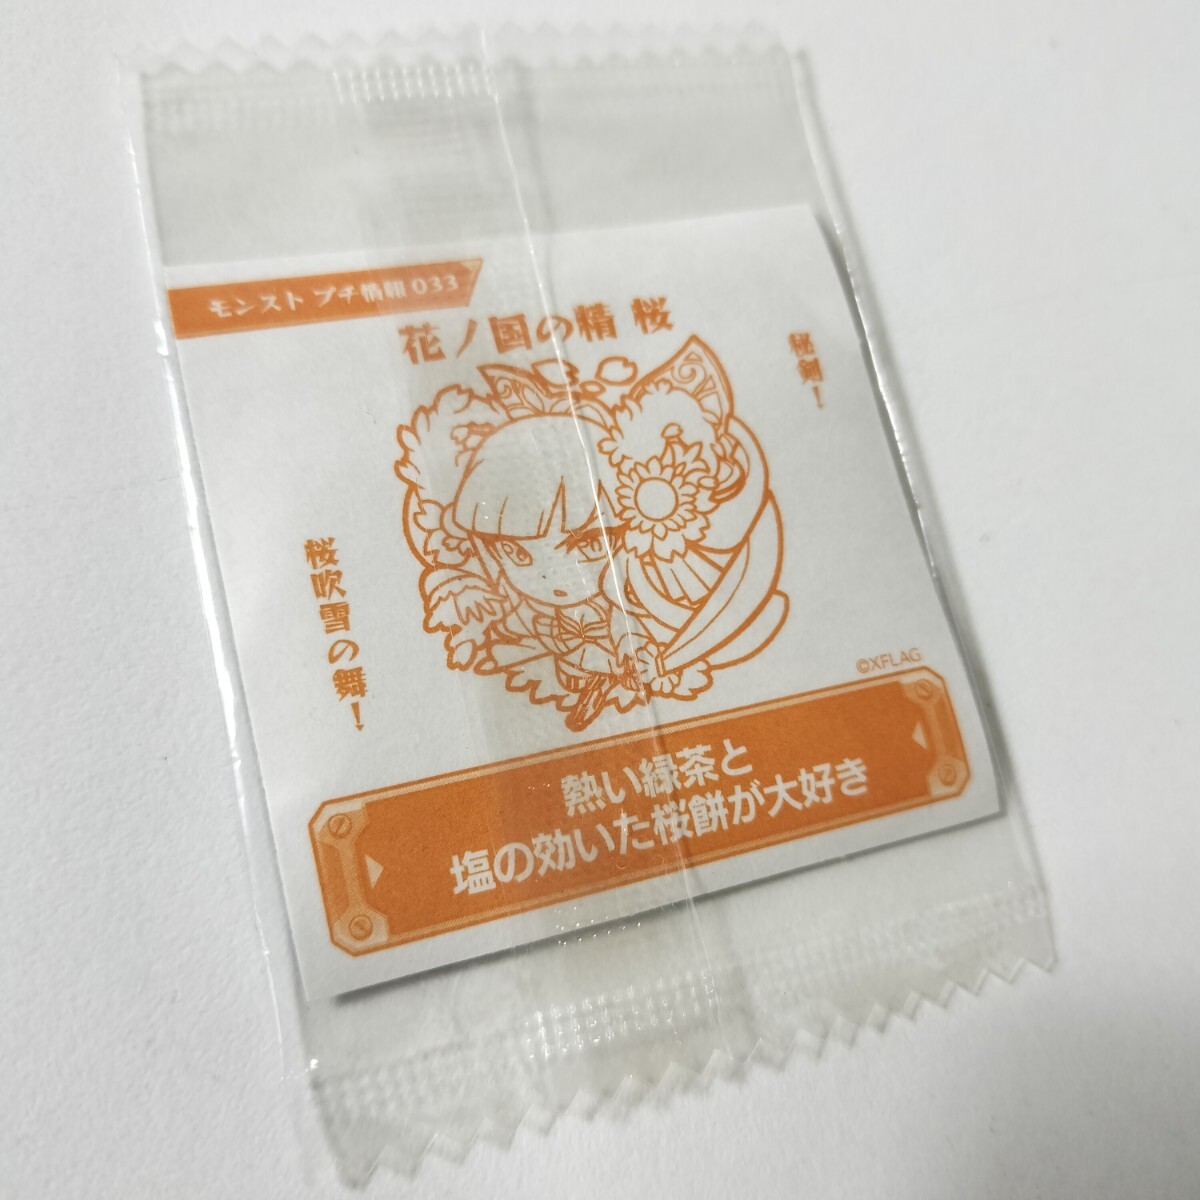 モンスト プチ情報 033
花ノ国の精 桜
秘剣！
桜吹雪の舞！
©XFLAG
熱い緑茶と
塩の効いた桜餅が大好き